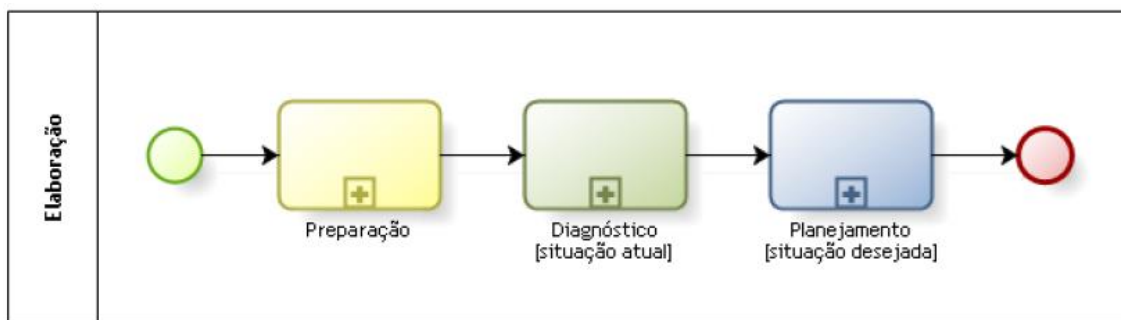 Elaboração
Preparação
Diagnóstico
[situação atual]
Planejamento
[situação desejada]